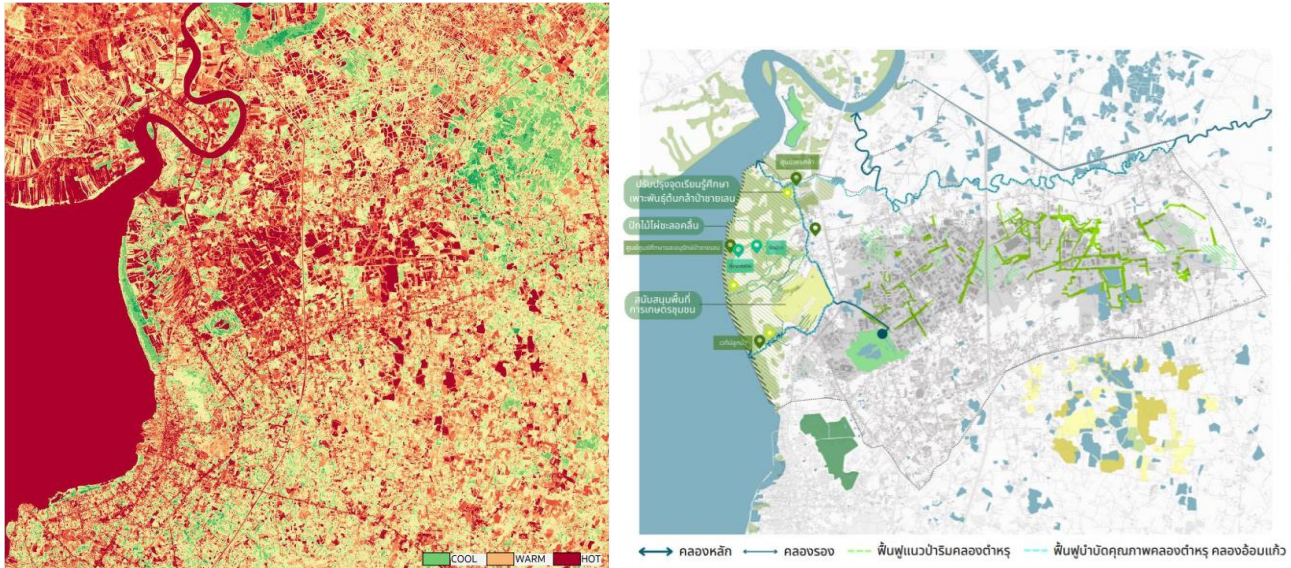 COOL
WARM
HOT
ปรับปรุงจุดเรียนรู้ศึกษา
เพาะพันธุ์ต้นกล้าป่าชายเลน
ปักไม้ไผ่ชะลอคลื่น
สนับสนุนพื้นที่
การเกษตรชุมชน
คลองหลัก
คลองรอง
ฟื้นฟูแนวป่าริมคลองตำหรุ
ฟื้นฟูบำบัดคุณภาพคลองตำหรุ คลองอ้อมแก้ว